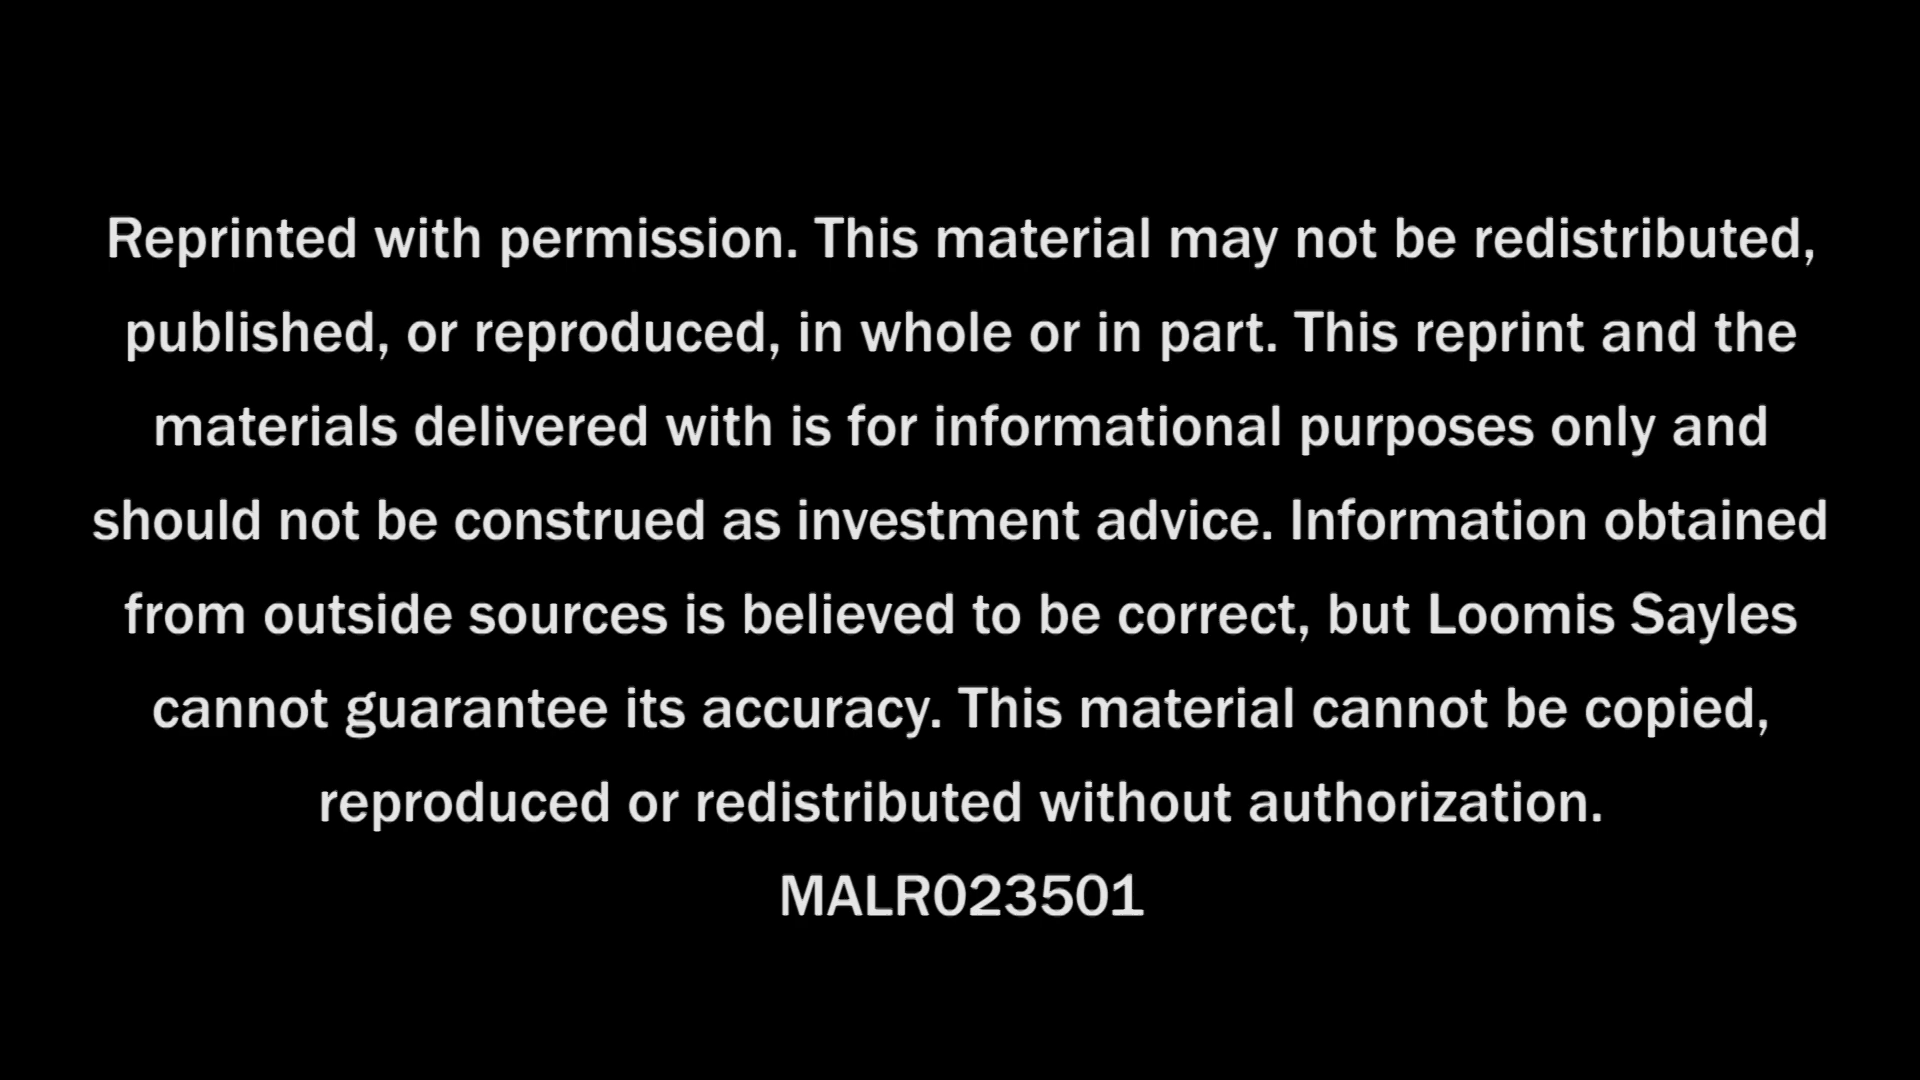 Reprinted with permission. This material may not be redistributed,
published, or reproduced, in whole or in part. This reprint and the
materials delivered with is for informational purposes only and
should not be construed as investment advice. Information obtained
from outside sources is believed to be correct, but Loomis Sayles
cannot guarantee its accuracy. This material cannot be copied,
reproduced or redistributed without authorization.
MALR023501